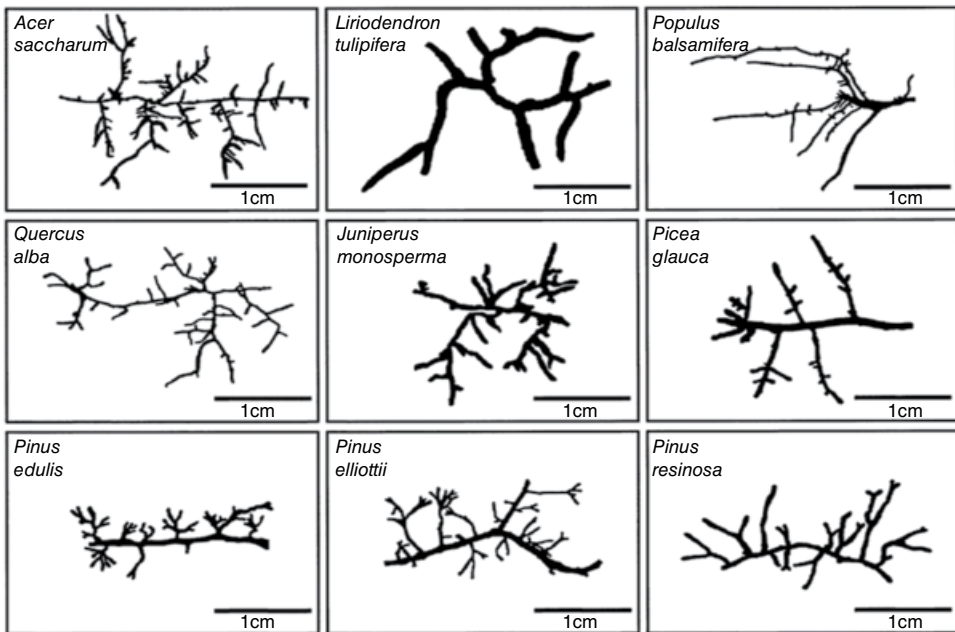 Acer
saccharum
1cm
Liriodendron
tulipifera
1cm
Populus
balsamifera
1cm
Quercus
alba
1cm
Juniperus
monosperma
1cm
Picea
glauca
1cm
Pinus
edulis
1cm
Pinus
elliottii
1cm
Pinus
resinosa
1cm